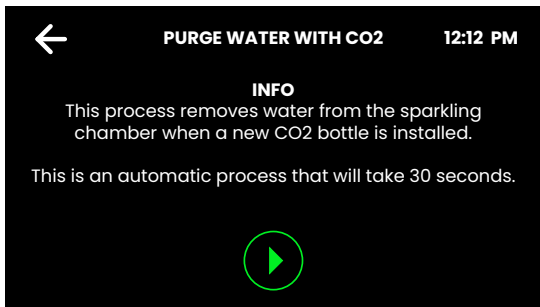 PURGE WATER WITH CO2
12:12 PM
INFO
This process removes water from the sparkling
chamber when a new CO2 bottle is installed.
This is an automatic process that will take 30 seconds.